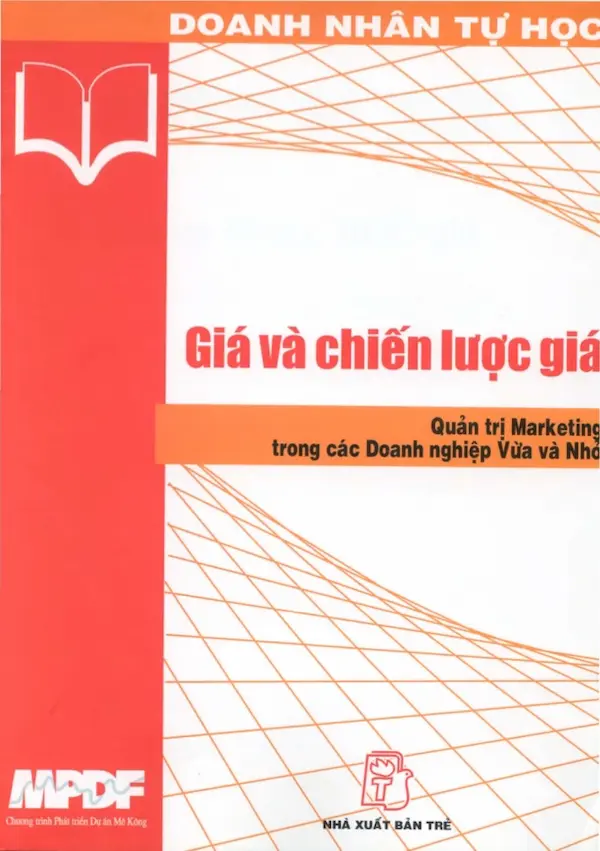 DOANH NHÂN TỰ HỌC
Giá và chiến lược giá
Quản trị Marketing
trong các Doanh nghiệp Vừa và Nhỏ
MPDF
Chương trình Phát triển Dự án Mê Kông
T
NHÀ XUẤT BẢN TRẺ